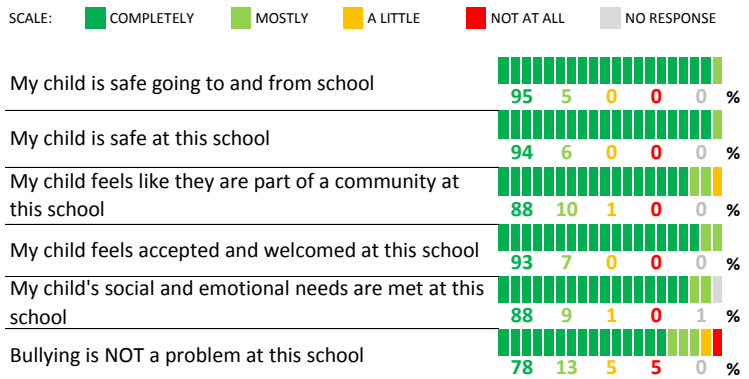 SCALE: COMPLETELY MOSTLY A LITTLE NOT AT ALL NO RESPONSE
My child is safe going to and from school
95 5 0 0 0 %
My child is safe at this school
94 6 0 0 0 %
My child feels like they are part of a community at
this school
88 10 1 0 0 %
My child feels accepted and welcomed at this school
93 7 0 0 0 %
My child's social and emotional needs are met at this
school
88 9 1 0 1 %
Bullying is NOT a problem at this school
78 13 5 5 0 %